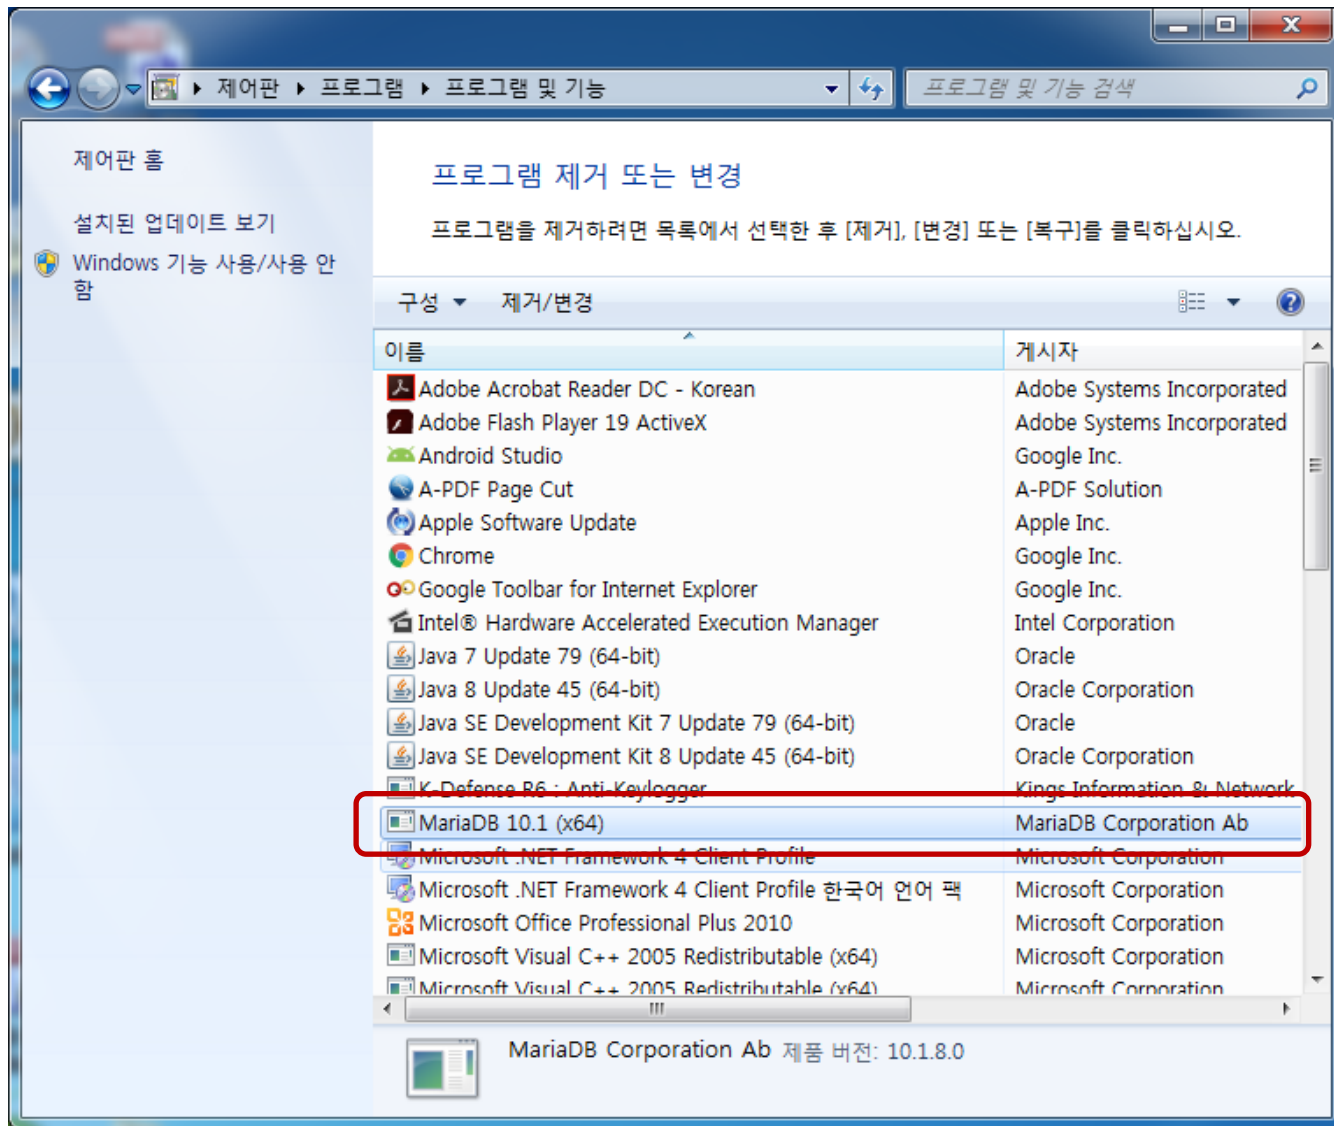 제어판 ▸ 프로그램 ▸ 프로그램 및 기능
프로그램 및 기능 검색
제어판 홈
설치된 업데이트 보기
Windows 기능 사용/사용 안
함
프로그램 제거 또는 변경
프로그램을 제거하려면 목록에서 선택한 후 [제거], [변경] 또는 [복구]를 클릭하십시오.
구성 제거/변경
이름 게시자
Adobe Acrobat Reader DC - Korean Adobe Systems Incorporated
Adobe Flash Player 19 ActiveX Adobe Systems Incorporated
Android Studio Google Inc.
A-PDF Page Cut A-PDF Solution
Apple Software Update Apple Inc.
Chrome Google Inc.
Google Toolbar for Internet Explorer Google Inc.
Intel® Hardware Accelerated Execution Manager Intel Corporation
Java 7 Update 79 (64-bit) Oracle
Java 8 Update 45 (64-bit) Oracle Corporation
Java SE Development Kit 7 Update 79 (64-bit) Oracle
Java SE Development Kit 8 Update 45 (64-bit) Oracle Corporation
K-Defense R6 : Anti-Keylogger Kings Information & Network
MariaDB 10.1 (x64) MariaDB Corporation Ab
Microsoft .NET Framework 4 Client Profile Microsoft Corporation
Microsoft .NET Framework 4 Client Profile 한국어 언어 팩 Microsoft Corporation
Microsoft Office Professional Plus 2010 Microsoft Corporation
Microsoft Visual C++ 2005 Redistributable (x64) Microsoft Corporation
Microsoft Visual C++ 2005 Redistributable (x64) Microsoft Corporation
MariaDB Corporation Ab 제품 버전: 10.1.8.0